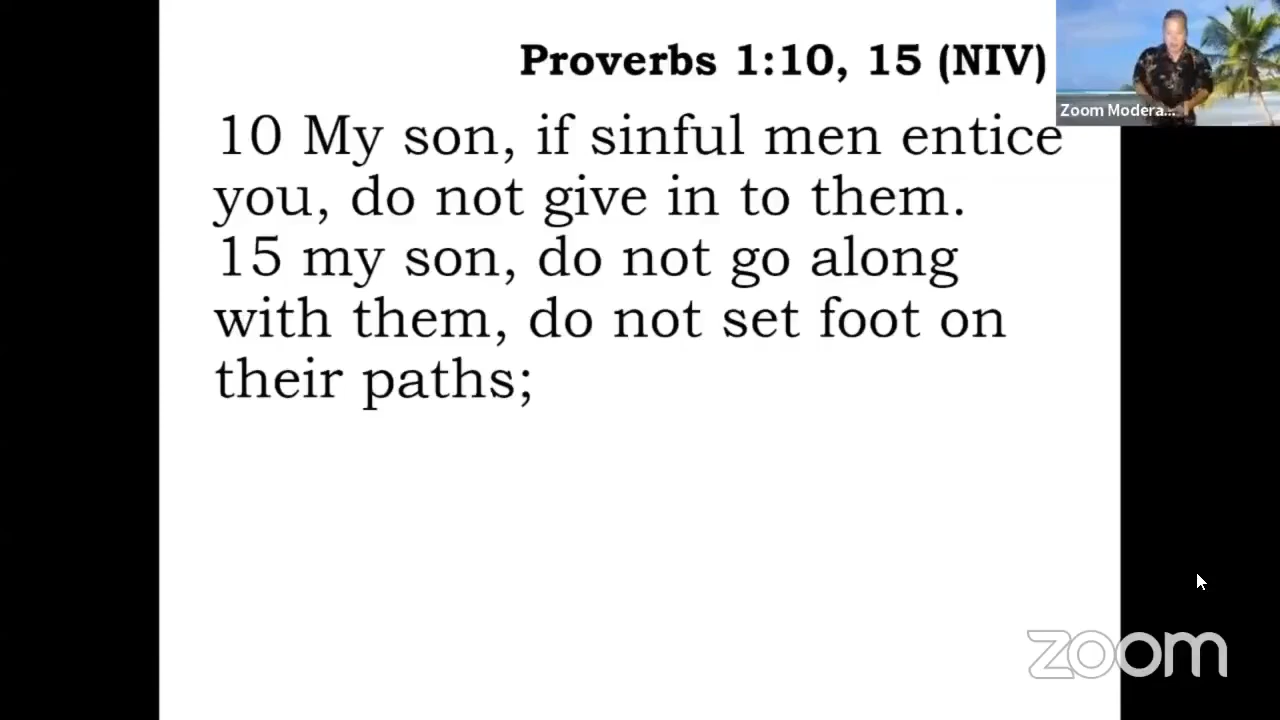 Proverbs 1:10, 15 (NIV)
Zoom Modera...
10 My son, if sinful men entice
you, do not give in to them.
15 my son, do not go along
with them, do not set foot on
their paths;
zoom